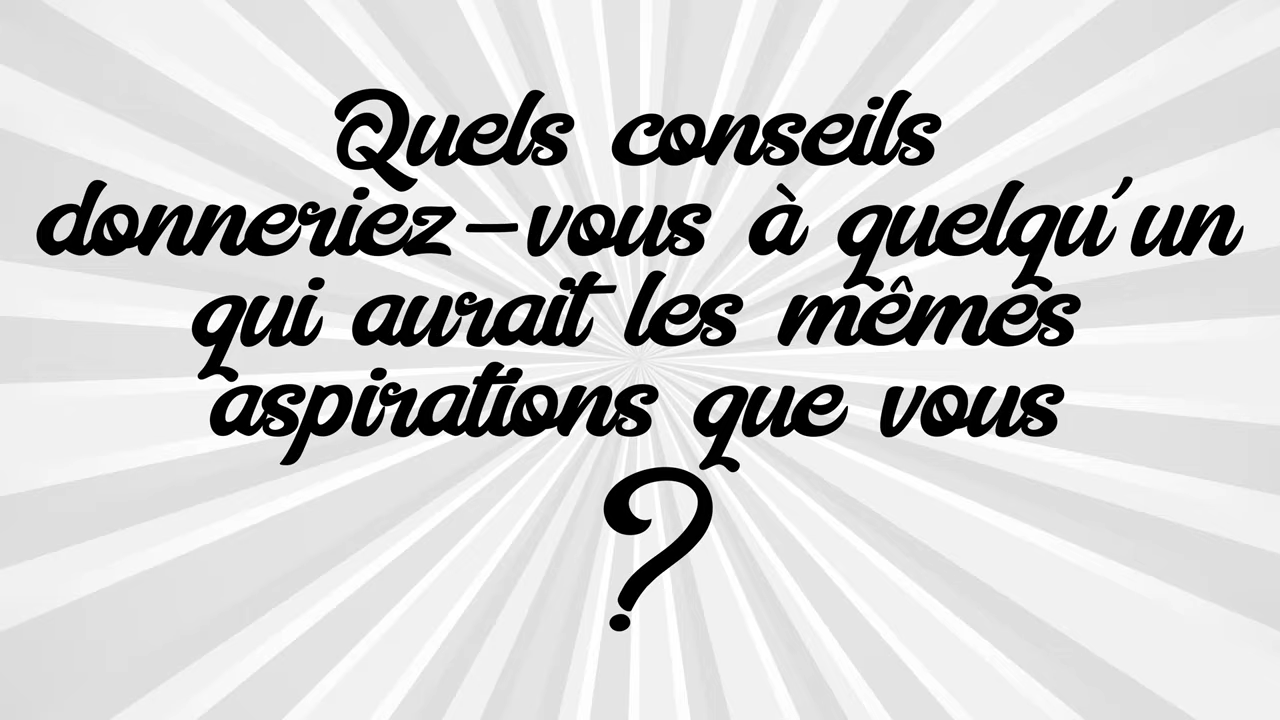 Quels conseils
donneriez-vous à quelqu'un
qui aurait les mêmes
aspirations que vous
?